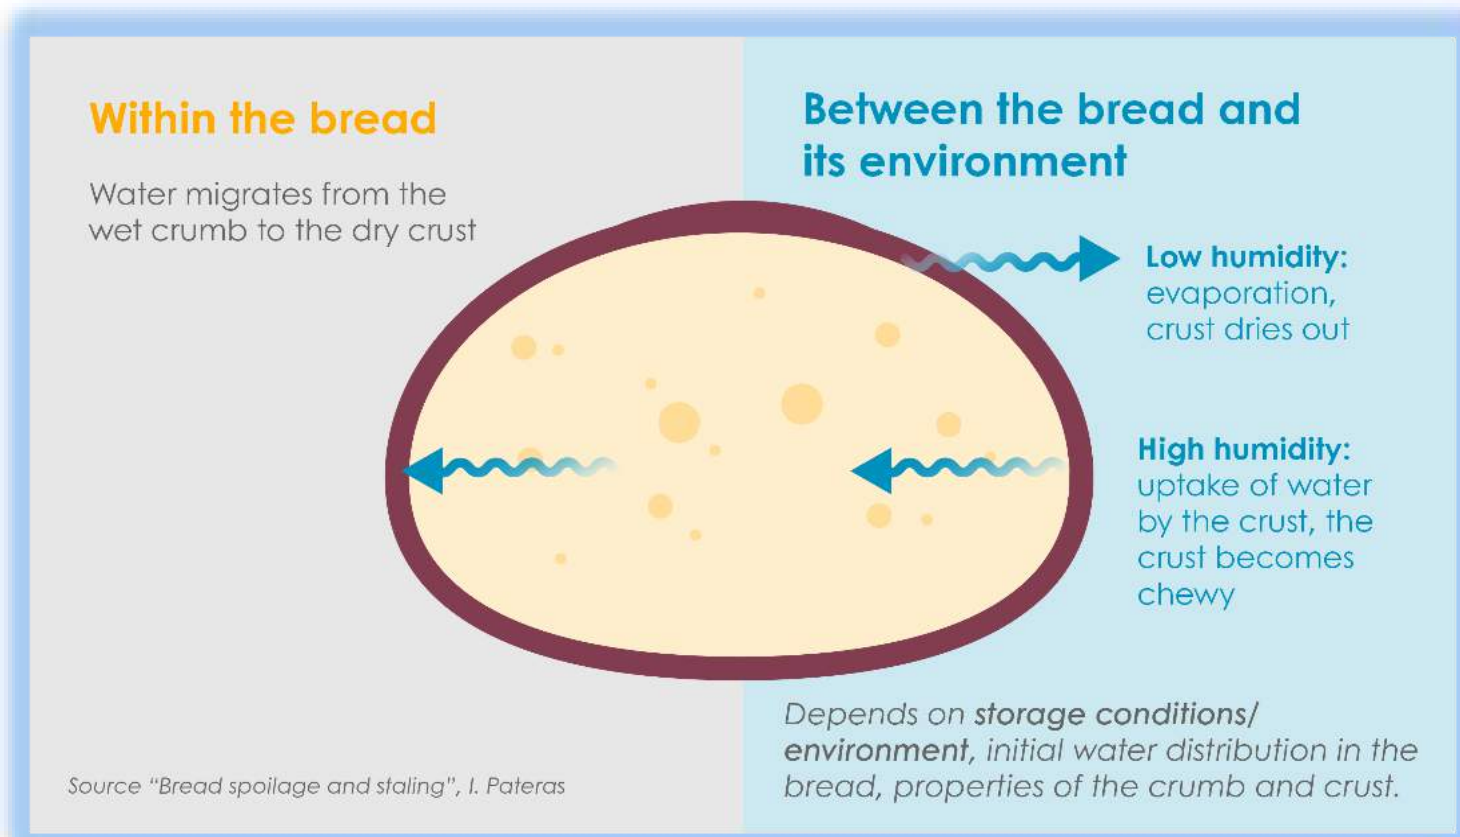 Within the bread
Water migrates from the
wet crumb to the dry crust
Between the bread and
its environment
Low humidity:
evaporation,
crust dries out
High humidity:
uptake of water
by the crust, the
crust becomes
chewy
Depends on storage conditions/
environment, initial water distribution in the
bread, properties of the crumb and crust.
Source “Bread spoilage and staling”, I. Pateras